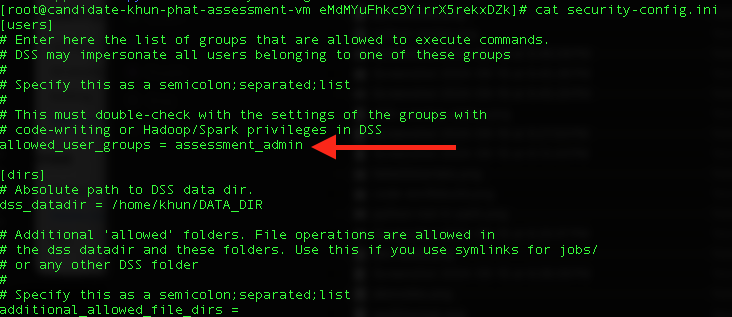 [root@candidate-khun-phat-assessment-vm eMdMYuFhkc9YirrX5rekxDZk]# cat security-config.ini
[users]
# Enter here the list of groups that are allowed to execute commands.
# DSS may impersonate all users belonging to one of these groups
#
# Specify this as a semicolon;separated;list
#
# This must double-check with the settings of the groups with
# code-writing or Hadoop/Spark privileges in DSS
allowed_user_groups = assessment_admin
[dirs]
# Absolute path to DSS data dir.
dss_datadir = /home/khun/DATA_DIR
# Additional 'allowed' folders. File operations are allowed in
# the dss datadir and these folders. Use this if you use symlinks for jobs/
# or any other DSS folder
#
# Specify this as a semicolon;separated;list
additional_allowed_file_dirs =